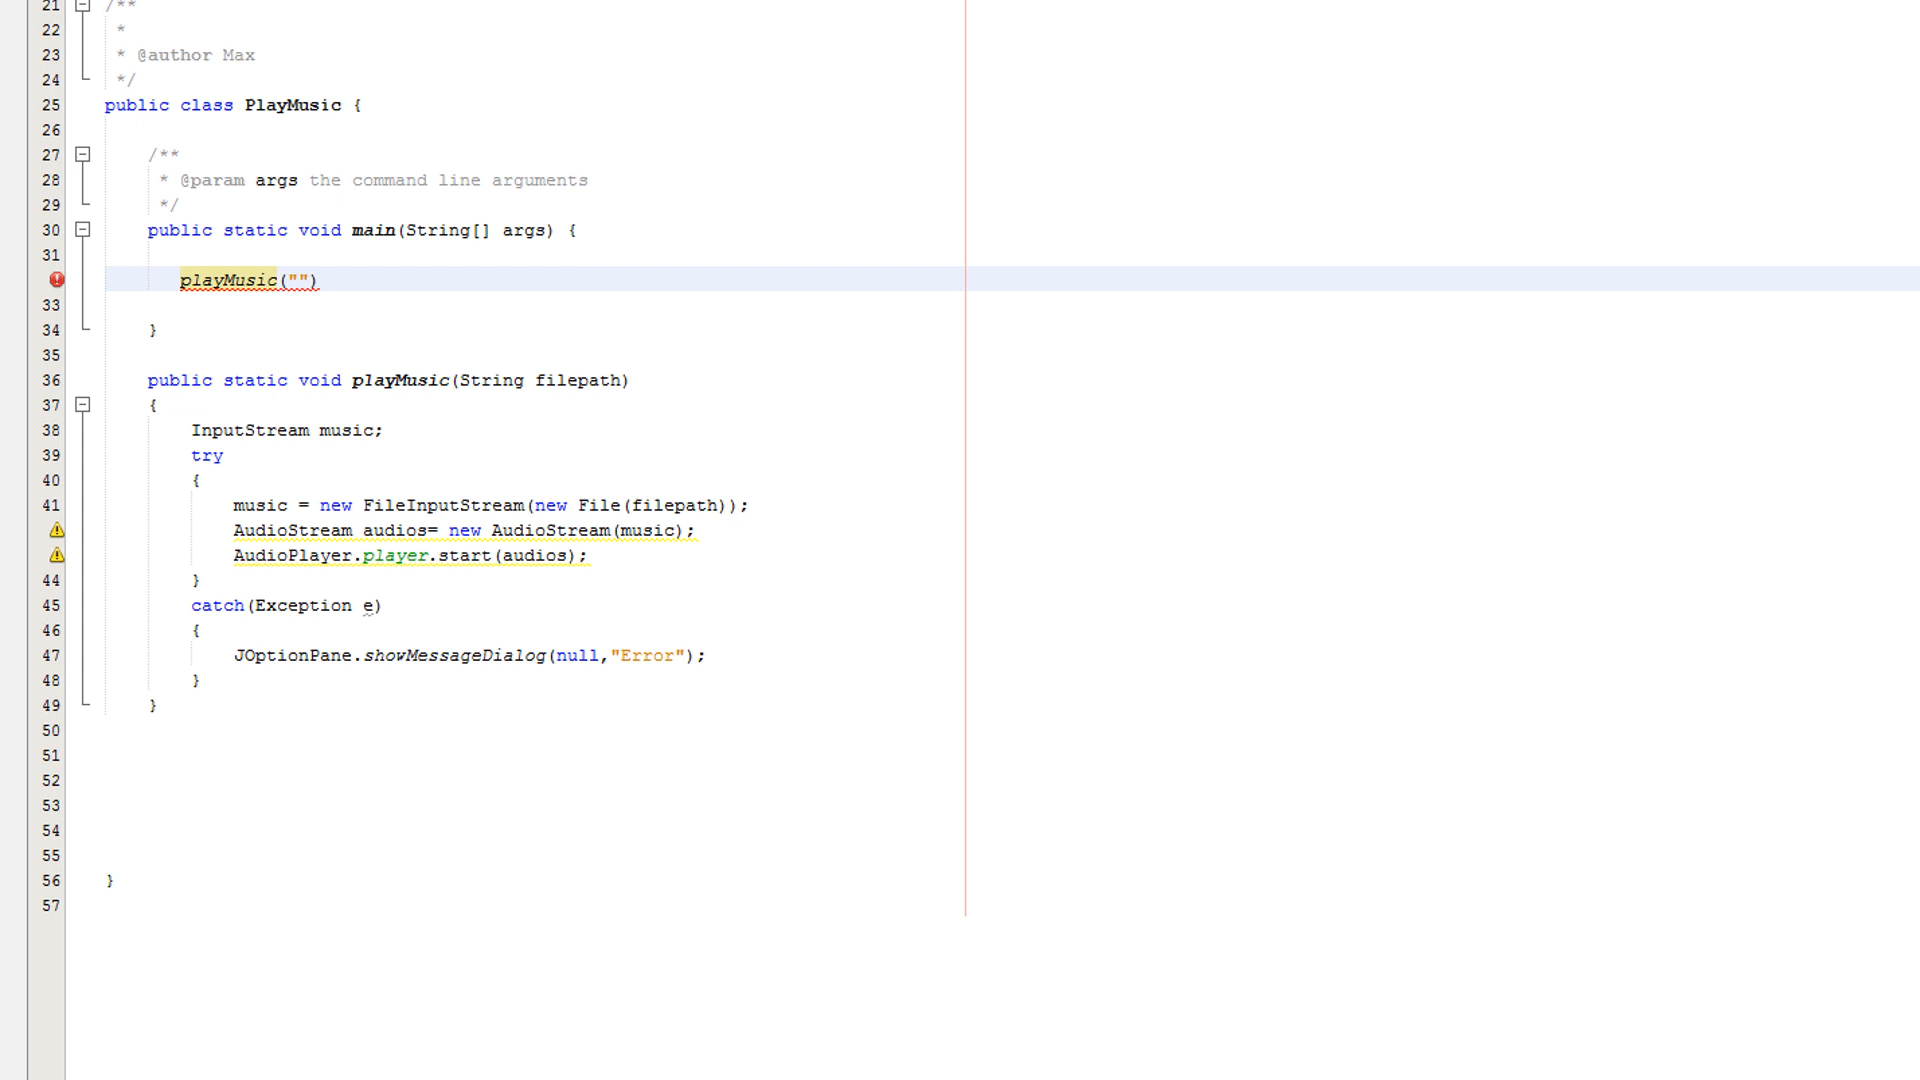 21 /**
22 *
23 * @author Max
24 */
25 public class PlayMusic {
26
27 /**
28 * @param args the command line arguments
29 */
30 public static void main(String[] args) {
31
playMusic("")
33
34 }
35
36 public static void playMusic(String filepath)
37 {
38 InputStream music;
39 try
40 {
41 music = new FileInputStream(new File(filepath));
AudioStream audios= new AudioStream(music);
AudioPlayer.player.start(audios);
44 }
45 catch(Exception e)
46 {
47 JOptionPane.showMessageDialog(null,"Error");
48 }
49 }
50
51
52
53
54
55
56 }
57